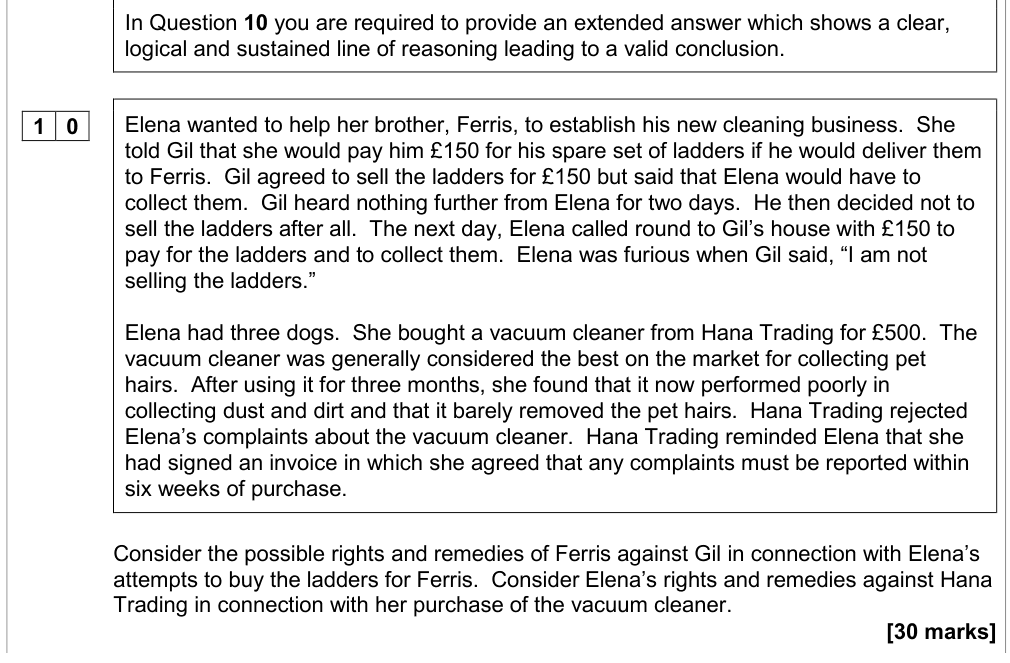 In Question 10 you are required to provide an extended answer which shows a clear,
logical and sustained line of reasoning leading to a valid conclusion.
1 0
Elena wanted to help her brother, Ferris, to establish his new cleaning business.  She
told Gil that she would pay him £150 for his spare set of ladders if he would deliver them
to Ferris.  Gil agreed to sell the ladders for £150 but said that Elena would have to
collect them.  Gil heard nothing further from Elena for two days.  He then decided not to
sell the ladders after all.  The next day, Elena called round to Gil’s house with £150 to
pay for the ladders and to collect them.  Elena was furious when Gil said, “I am not
selling the ladders.”
Elena had three dogs.  She bought a vacuum cleaner from Hana Trading for £500.  The
vacuum cleaner was generally considered the best on the market for collecting pet
hairs.  After using it for three months, she found that it now performed poorly in
collecting dust and dirt and that it barely removed the pet hairs.  Hana Trading rejected
Elena’s complaints about the vacuum cleaner.  Hana Trading reminded Elena that she
had signed an invoice in which she agreed that any complaints must be reported within
six weeks of purchase.
Consider the possible rights and remedies of Ferris against Gil in connection with Elena’s
attempts to buy the ladders for Ferris.  Consider Elena’s rights and remedies against Hana
Trading in connection with her purchase of the vacuum cleaner.
[30 marks]